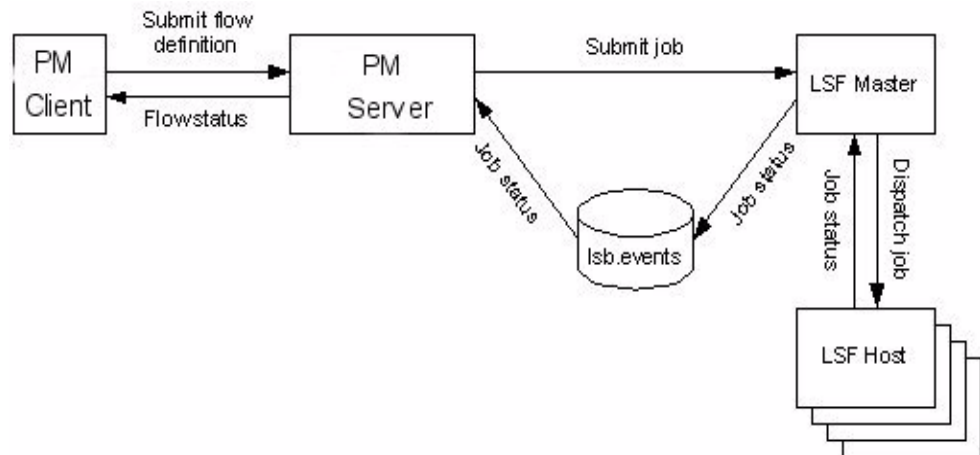 Submit flow
definition
PM
Client
PM
Server
Submit job
LSF Master
Flowstatus
Job status
Job status
lsb.events
Job status
Dispatch job
LSF Host